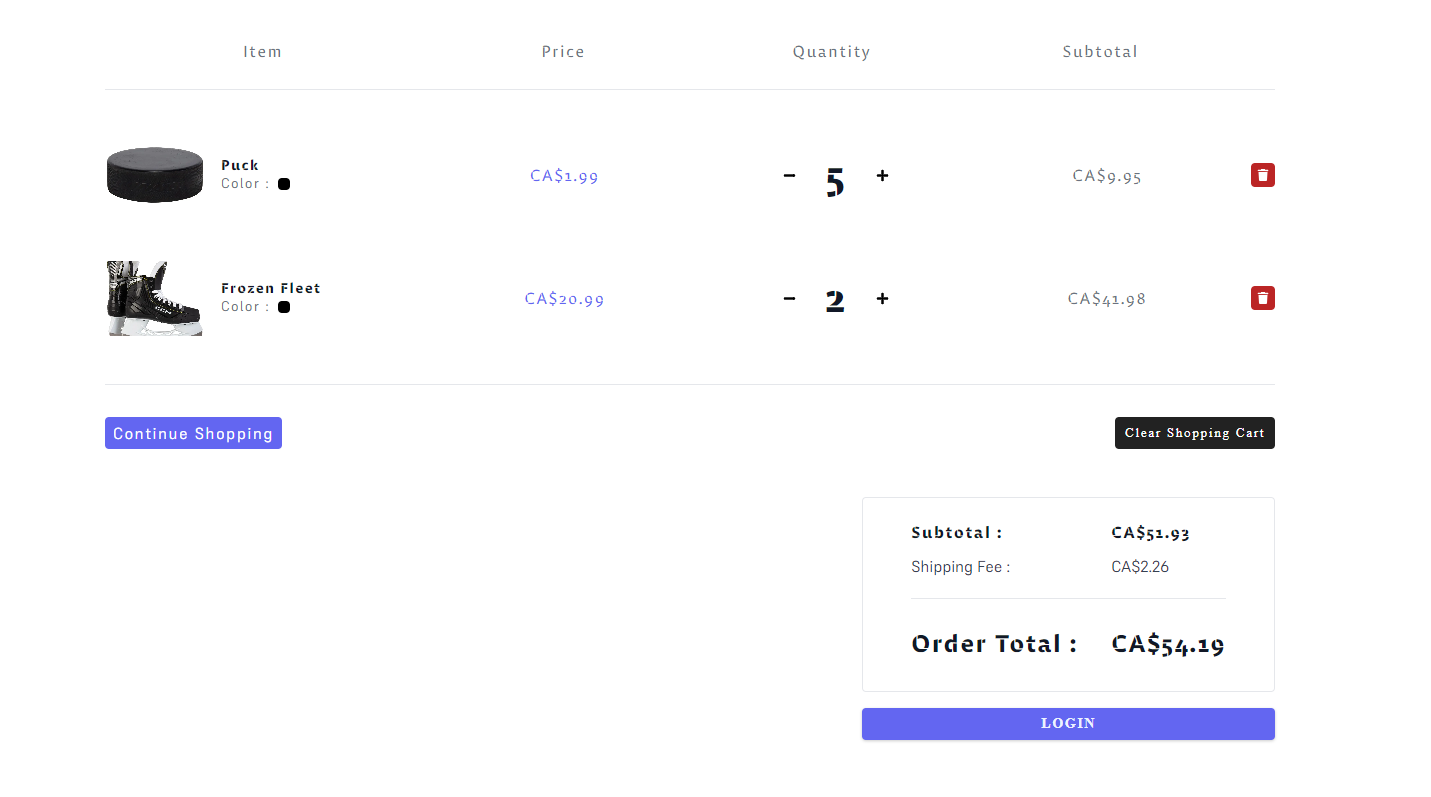 Item Price Quantity Subtotal
Puck
Color :
CA$1.99 − 5 + CA$9.95
Frozen Fleet
Color :
CA$20.99 − 2 + CA$41.98
Continue Shopping Clear Shopping Cart
Subtotal : CA$51.93
Shipping Fee : CA$2.26
Order Total : CA$54.19
LOGIN